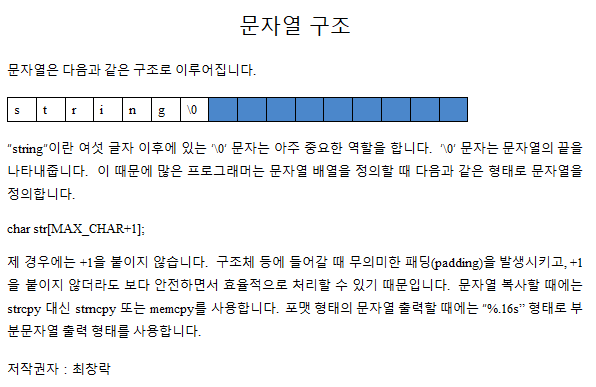 문자열 구조
문자열은 다음과 같은 구조로 이루어집니다.
s t r i n g \0
"string"이란 여섯 글자 이후에 있는 '\0' 문자는 아주 중요한 역할을 합니다. '\0' 문자는 문자열의 끝을
나타내줍니다. 이 때문에 많은 프로그래머는 문자열 배열을 정의할 때 다음과 같은 형태로 문자열을
정의합니다.
char str[MAX_CHAR+1];
제 경우에는 +1을 붙이지 않습니다. 구조체 등에 들어갈 때 무의미한 패딩(padding)을 발생시키고, +1
을 붙이지 않더라도 보다 안전하면서 효율적으로 처리할 수 있기 때문입니다. 문자열 복사할 때에는
strcpy 대신 strncpy 또는 memcpy를 사용합니다. 포맷 형태의 문자열 출력할 때에는 "%.16s" 형태로 부
분문자열 출력 형태를 사용합니다.
저작권자 : 최창락